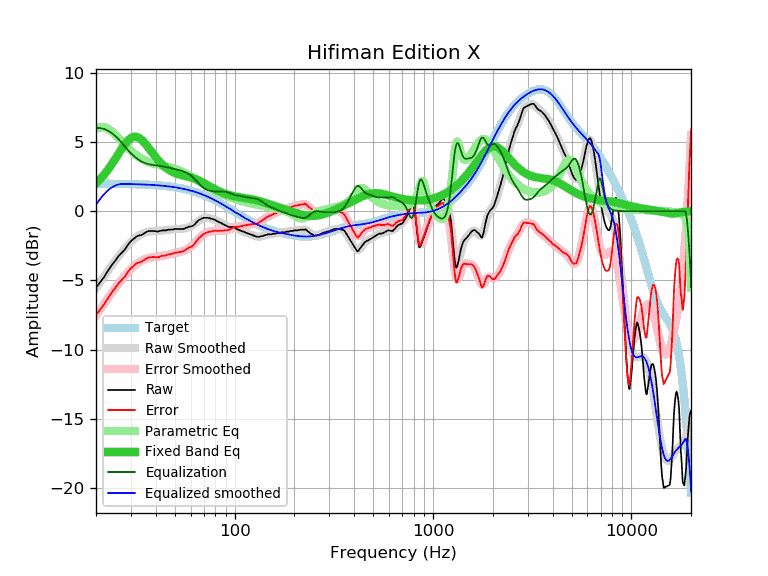 Hifiman Edition X
10
5
0
−5
−10
−15
−20
Amplitude (dBr)
Target
Raw Smoothed
Error Smoothed
Raw
Error
Parametric Eq
Fixed Band Eq
Equalization
Equalized smoothed
100
1000
10000
Frequency (Hz)